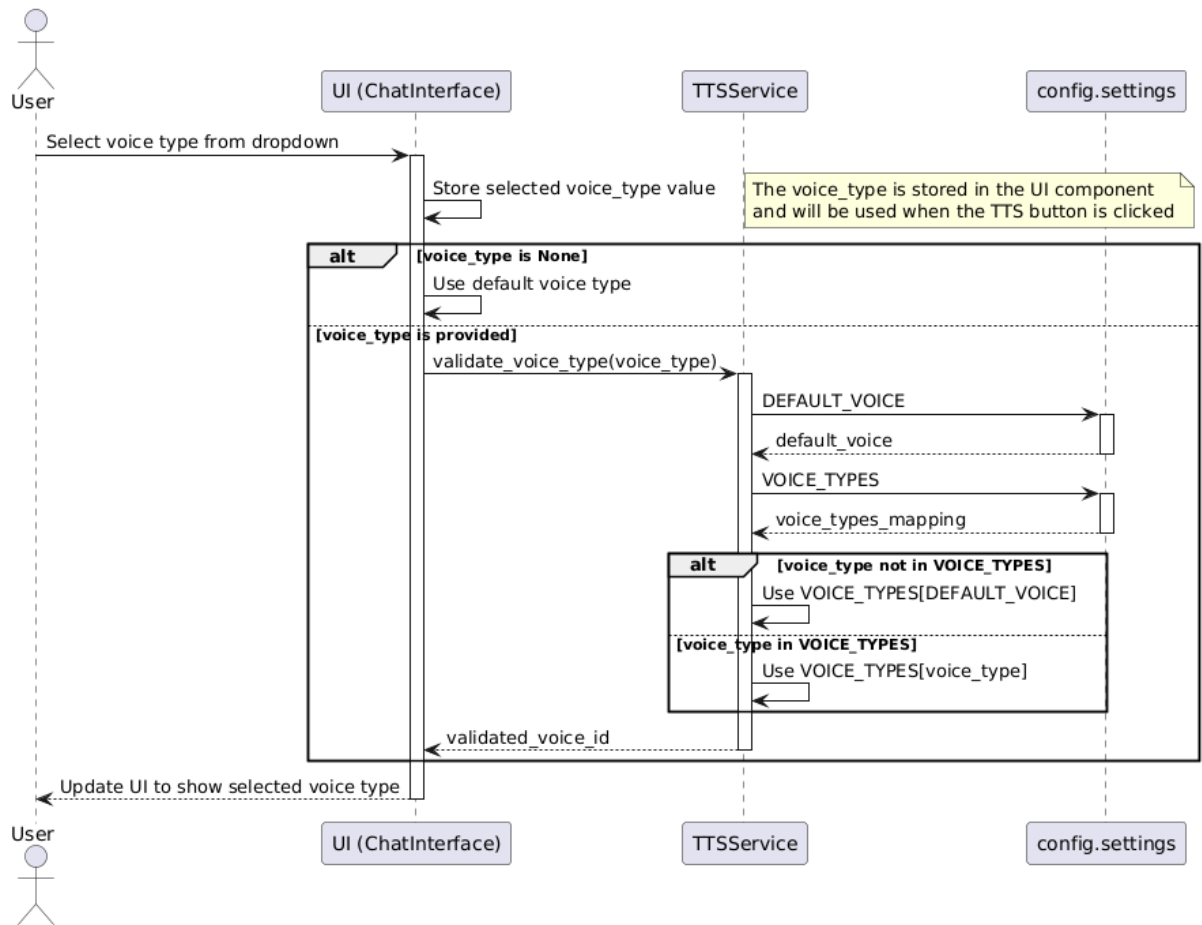 User
UI (ChatInterface)
TTSService
config.settings
Select voice type from dropdown
Store selected voice_type value
The voice_type is stored in the UI component
and will be used when the TTS button is clicked
alt
[voice_type is None]
Use default voice type
[voice_type is provided]
validate_voice_type(voice_type)
DEFAULT_VOICE
default_voice
VOICE_TYPES
voice_types_mapping
alt
[voice_type not in VOICE_TYPES]
Use VOICE_TYPES[DEFAULT_VOICE]
[voice_type in VOICE_TYPES]
Use VOICE_TYPES[voice_type]
validated_voice_id
Update UI to show selected voice type
User
UI (ChatInterface)
TTSService
config.settings